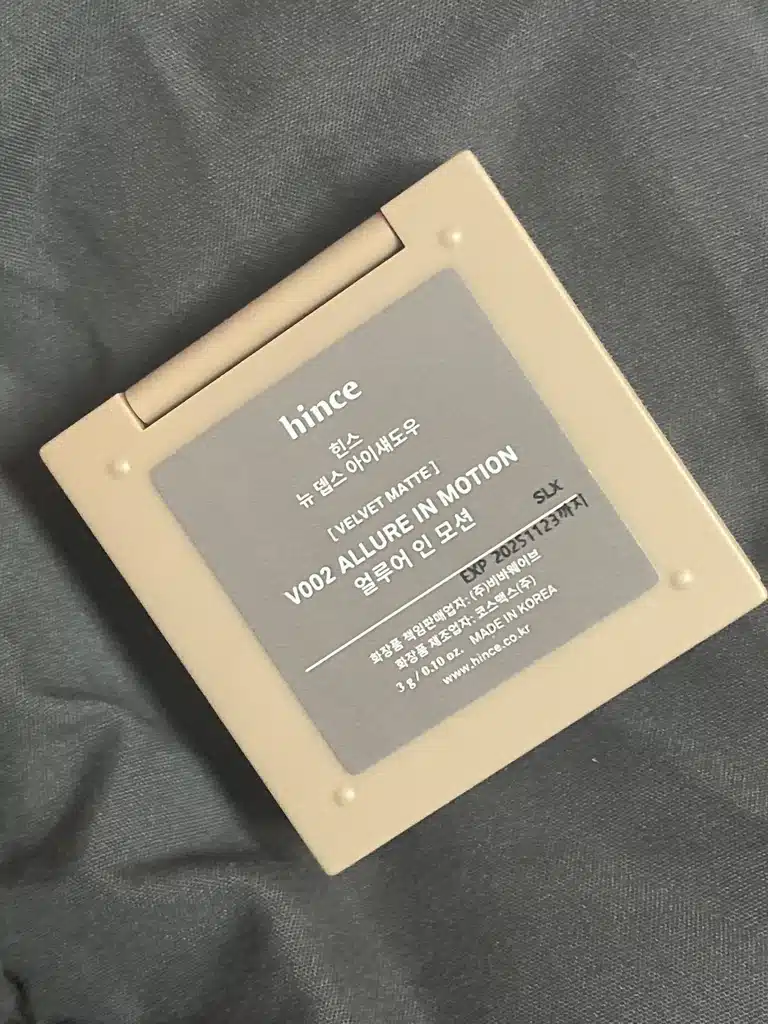 hince
힌스
뉴 뎁스 아이섀도우
[ VELVET MATTE ]
V002 ALLURE IN MOTION
얼루어 인 모션
SLX
EXP 20251123까지
화장품 책임판매업자: (주)비바웨이브
화장품 제조업자: 코스맥스(주)
3 g / 0.10 oz. MADE IN KOREA
www.hince.co.kr